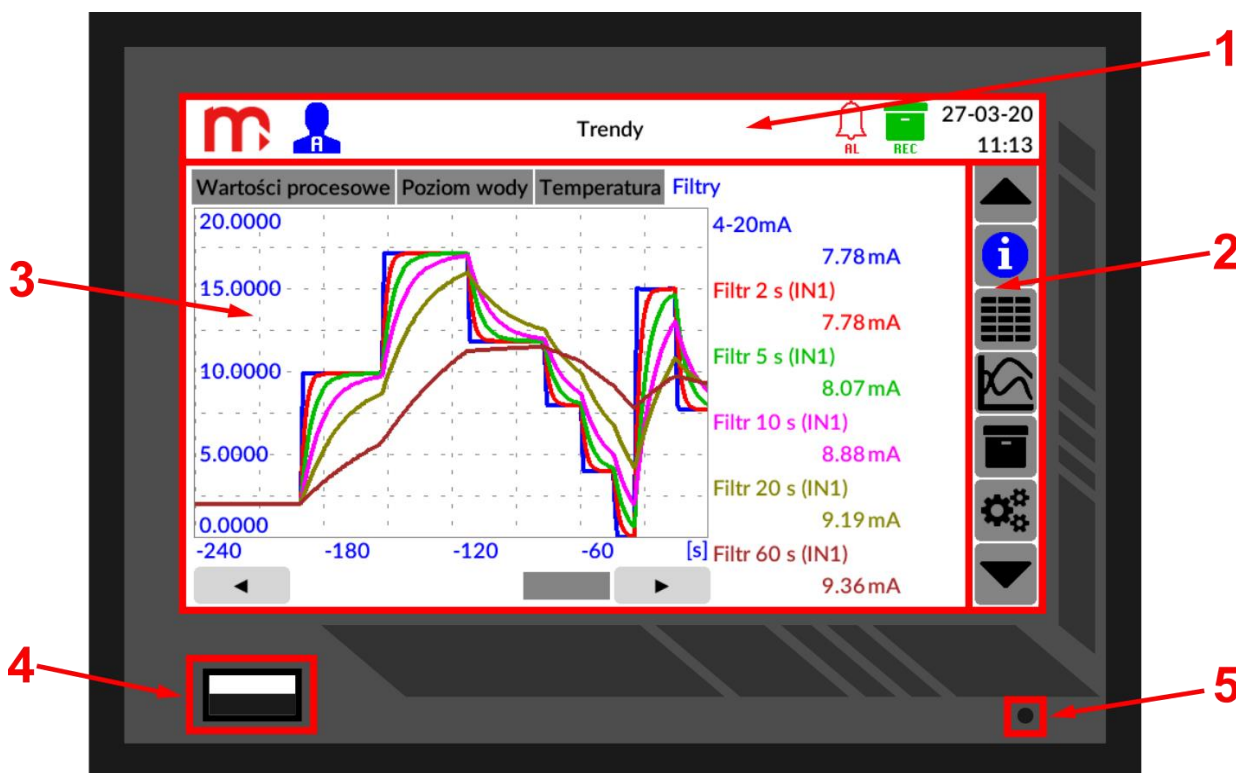 1
m
A
Trendy
AL
REC
27-03-20
11:13
Wartości procesowe
Poziom wody
Temperatura
Filtry
2
3
20.0000
15.0000
10.0000
5.0000
0.0000
-240
-180
-120
-60
[s]
4-20mA
7.78 mA
Filtr 2 s (IN1)
7.78 mA
Filtr 5 s (IN1)
8.07 mA
Filtr 10 s (IN1)
8.88 mA
Filtr 20 s (IN1)
9.19 mA
Filtr 60 s (IN1)
9.36 mA
i
4
5